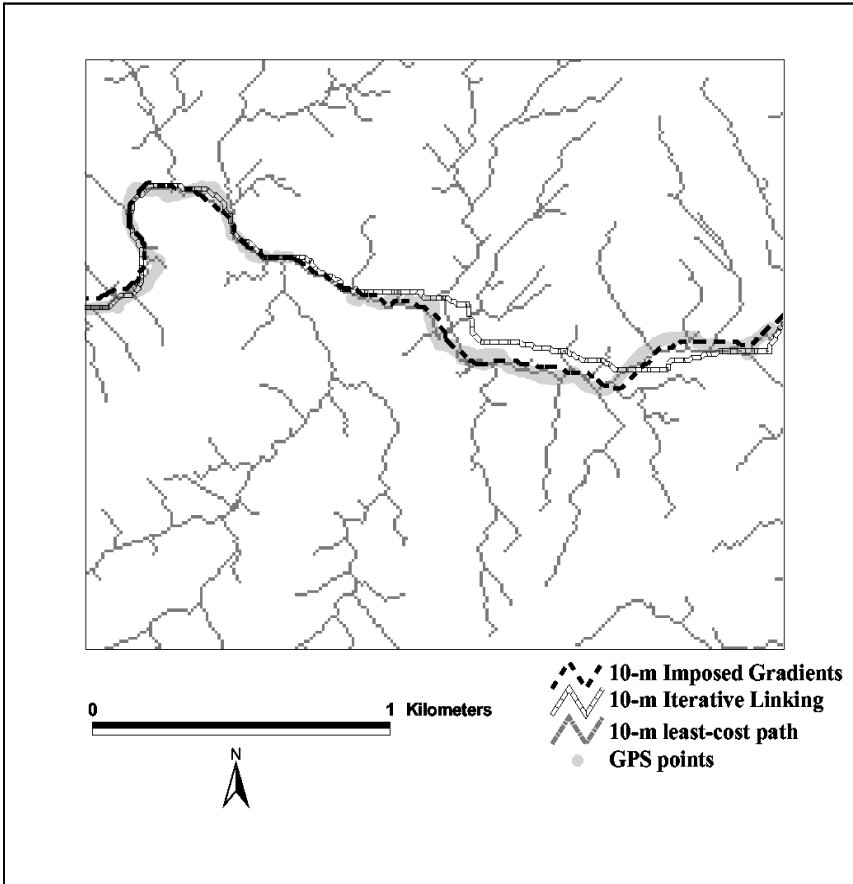 10-m Imposed Gradients
10-m Iterative Linking
10-m least-cost path
GPS points
0 1 Kilometers
N